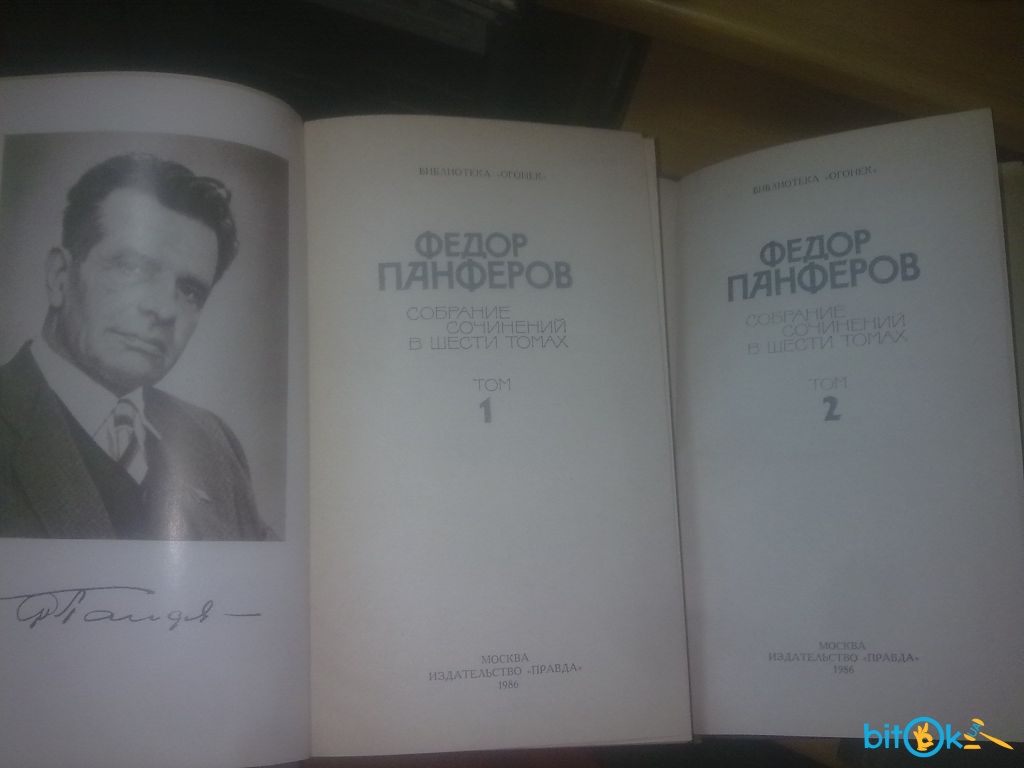 БИБЛИОТЕКА «ОГОНЕК»
ФЕДОР
ПАНФЕРОВ
СОБРАНИЕ
СОЧИНЕНИЙ
В ШЕСТИ ТОМАХ
ТОМ
1
МОСКВА
ИЗДАТЕЛЬСТВО «ПРАВДА»
1986
БИБЛИОТЕКА «ОГОНЕК»
ФЕДОР
ПАНФЕРОВ
СОБРАНИЕ
СОЧИНЕНИЙ
В ШЕСТИ ТОМАХ
ТОМ
2
МОСКВА
ИЗДАТЕЛЬСТВО «ПРАВДА»
1986
bitok